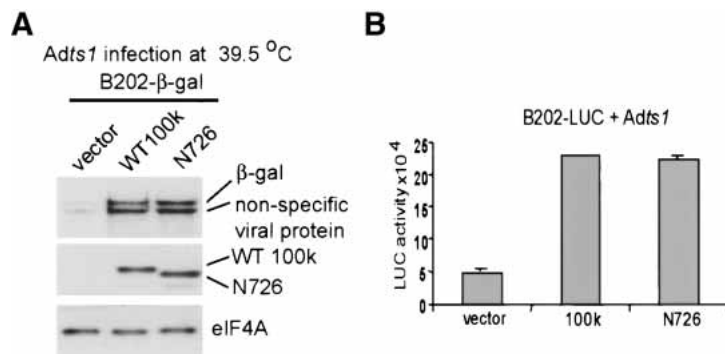 A
Adts1 infection at 39.5 °C
B202-β-gal
vector
WT100k
N726
β-gal
non-specific
viral protein
WT 100k
N726
eIF4A
B
B202-LUC + Adts1
LUC activity x10⁴
25
20
15
10
5
0
vector
100k
N726